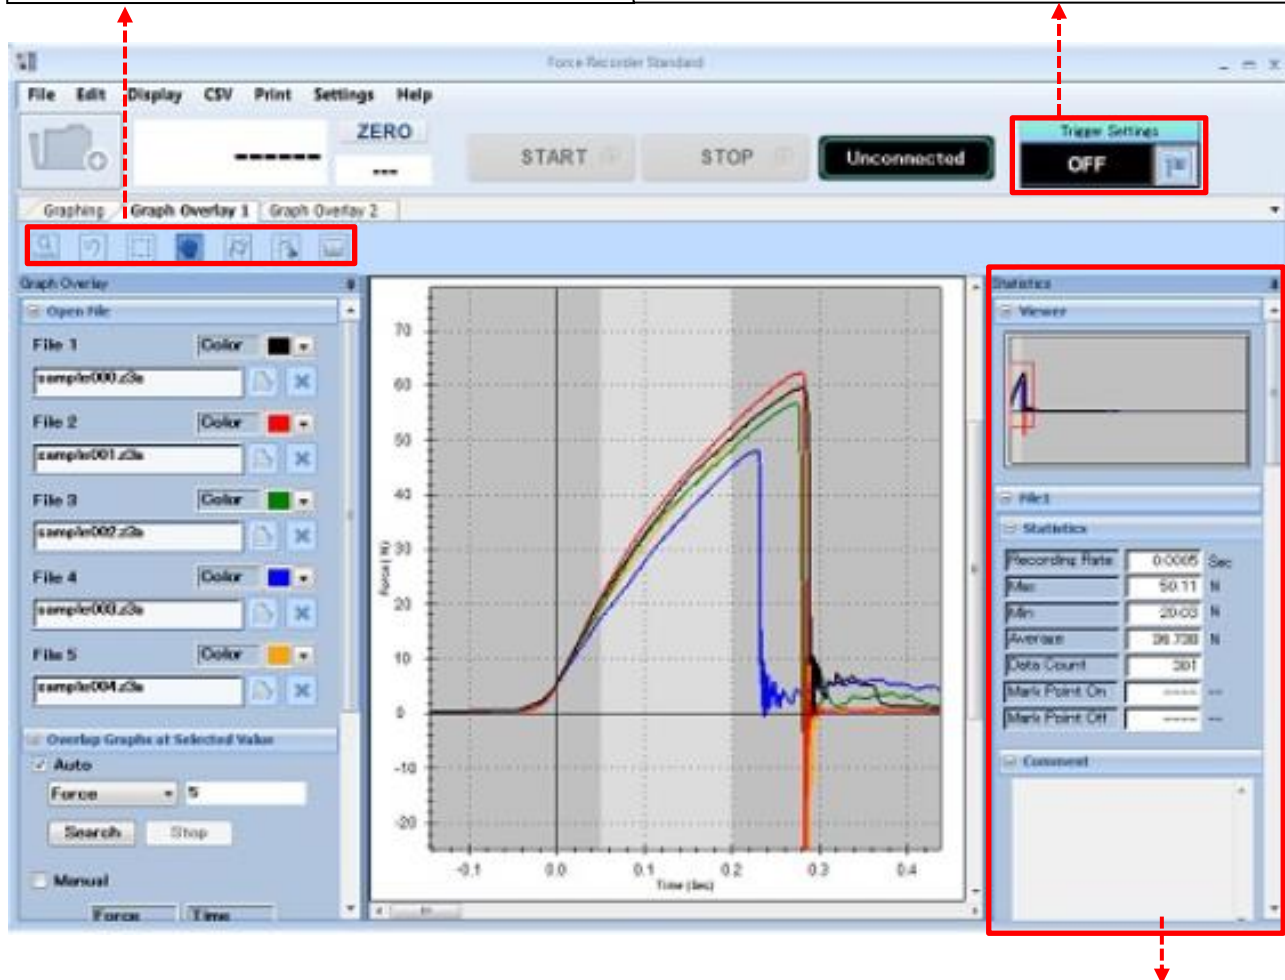 Force Recorder Standard
File Edit Display CSV Print Settings Help
------
ZERO
---
START
STOP
Unconnected
Trigger Settings
OFF
Graphing Graph Overlay 1 Graph Overlay 2
Graph Overlay
Open File
File 1 Color
sample000.z3a
File 2 Color
sample001.z3a
File 3 Color
sample002.z3a
File 4 Color
sample003.z3a
File 5 Color
sample004.z3a
Overlap Graphs at Selected Value
Auto
Force 5
Search Stop
Manual
Force Time
70
60
50
40
30
20
10
0
-10
-20
Force (N)
-0.1 0.0 0.1 0.2 0.3 0.4
Time (Sec)
Statistics
Viewer
File1
Statistics
Recording Rate 0.0005 Sec
Max 50.11 N
Min 20.03 N
Average 36.738 N
Data Count 301
Mark Point On ---- --
Mark Point Off ---- --
Comment